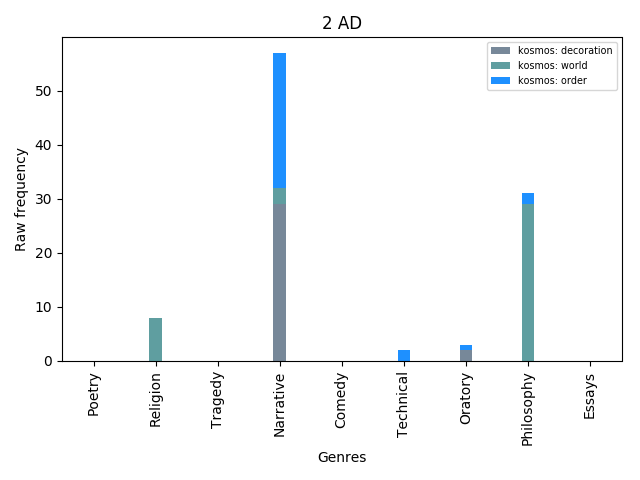 2 AD
kosmos: decoration
kosmos: world
kosmos: order
Raw frequency
50
40
30
20
10
0
Poetry
Religion
Tragedy
Narrative
Comedy
Technical
Oratory
Philosophy
Essays
Genres